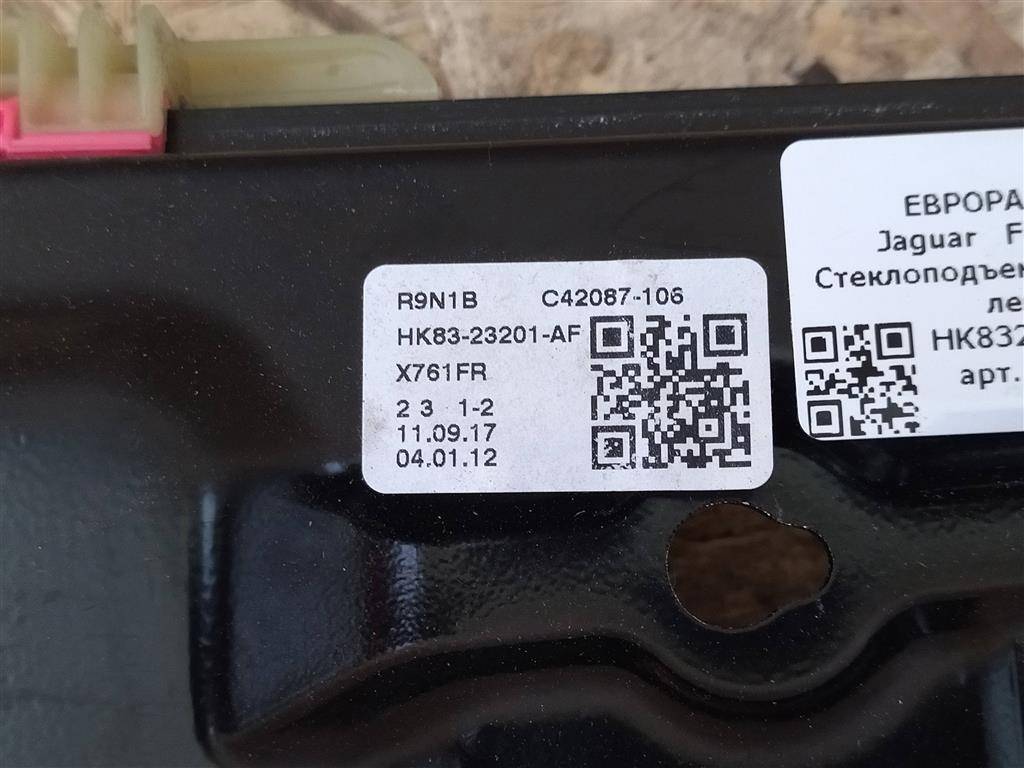 R9N1B C42087-106
HK83-23201-AF
X761FR
2 3 1-2
11.09.17
04.01.12
ЕВРОРА
Jaguar F
Стеклоподъем
ле
HK832
арт.